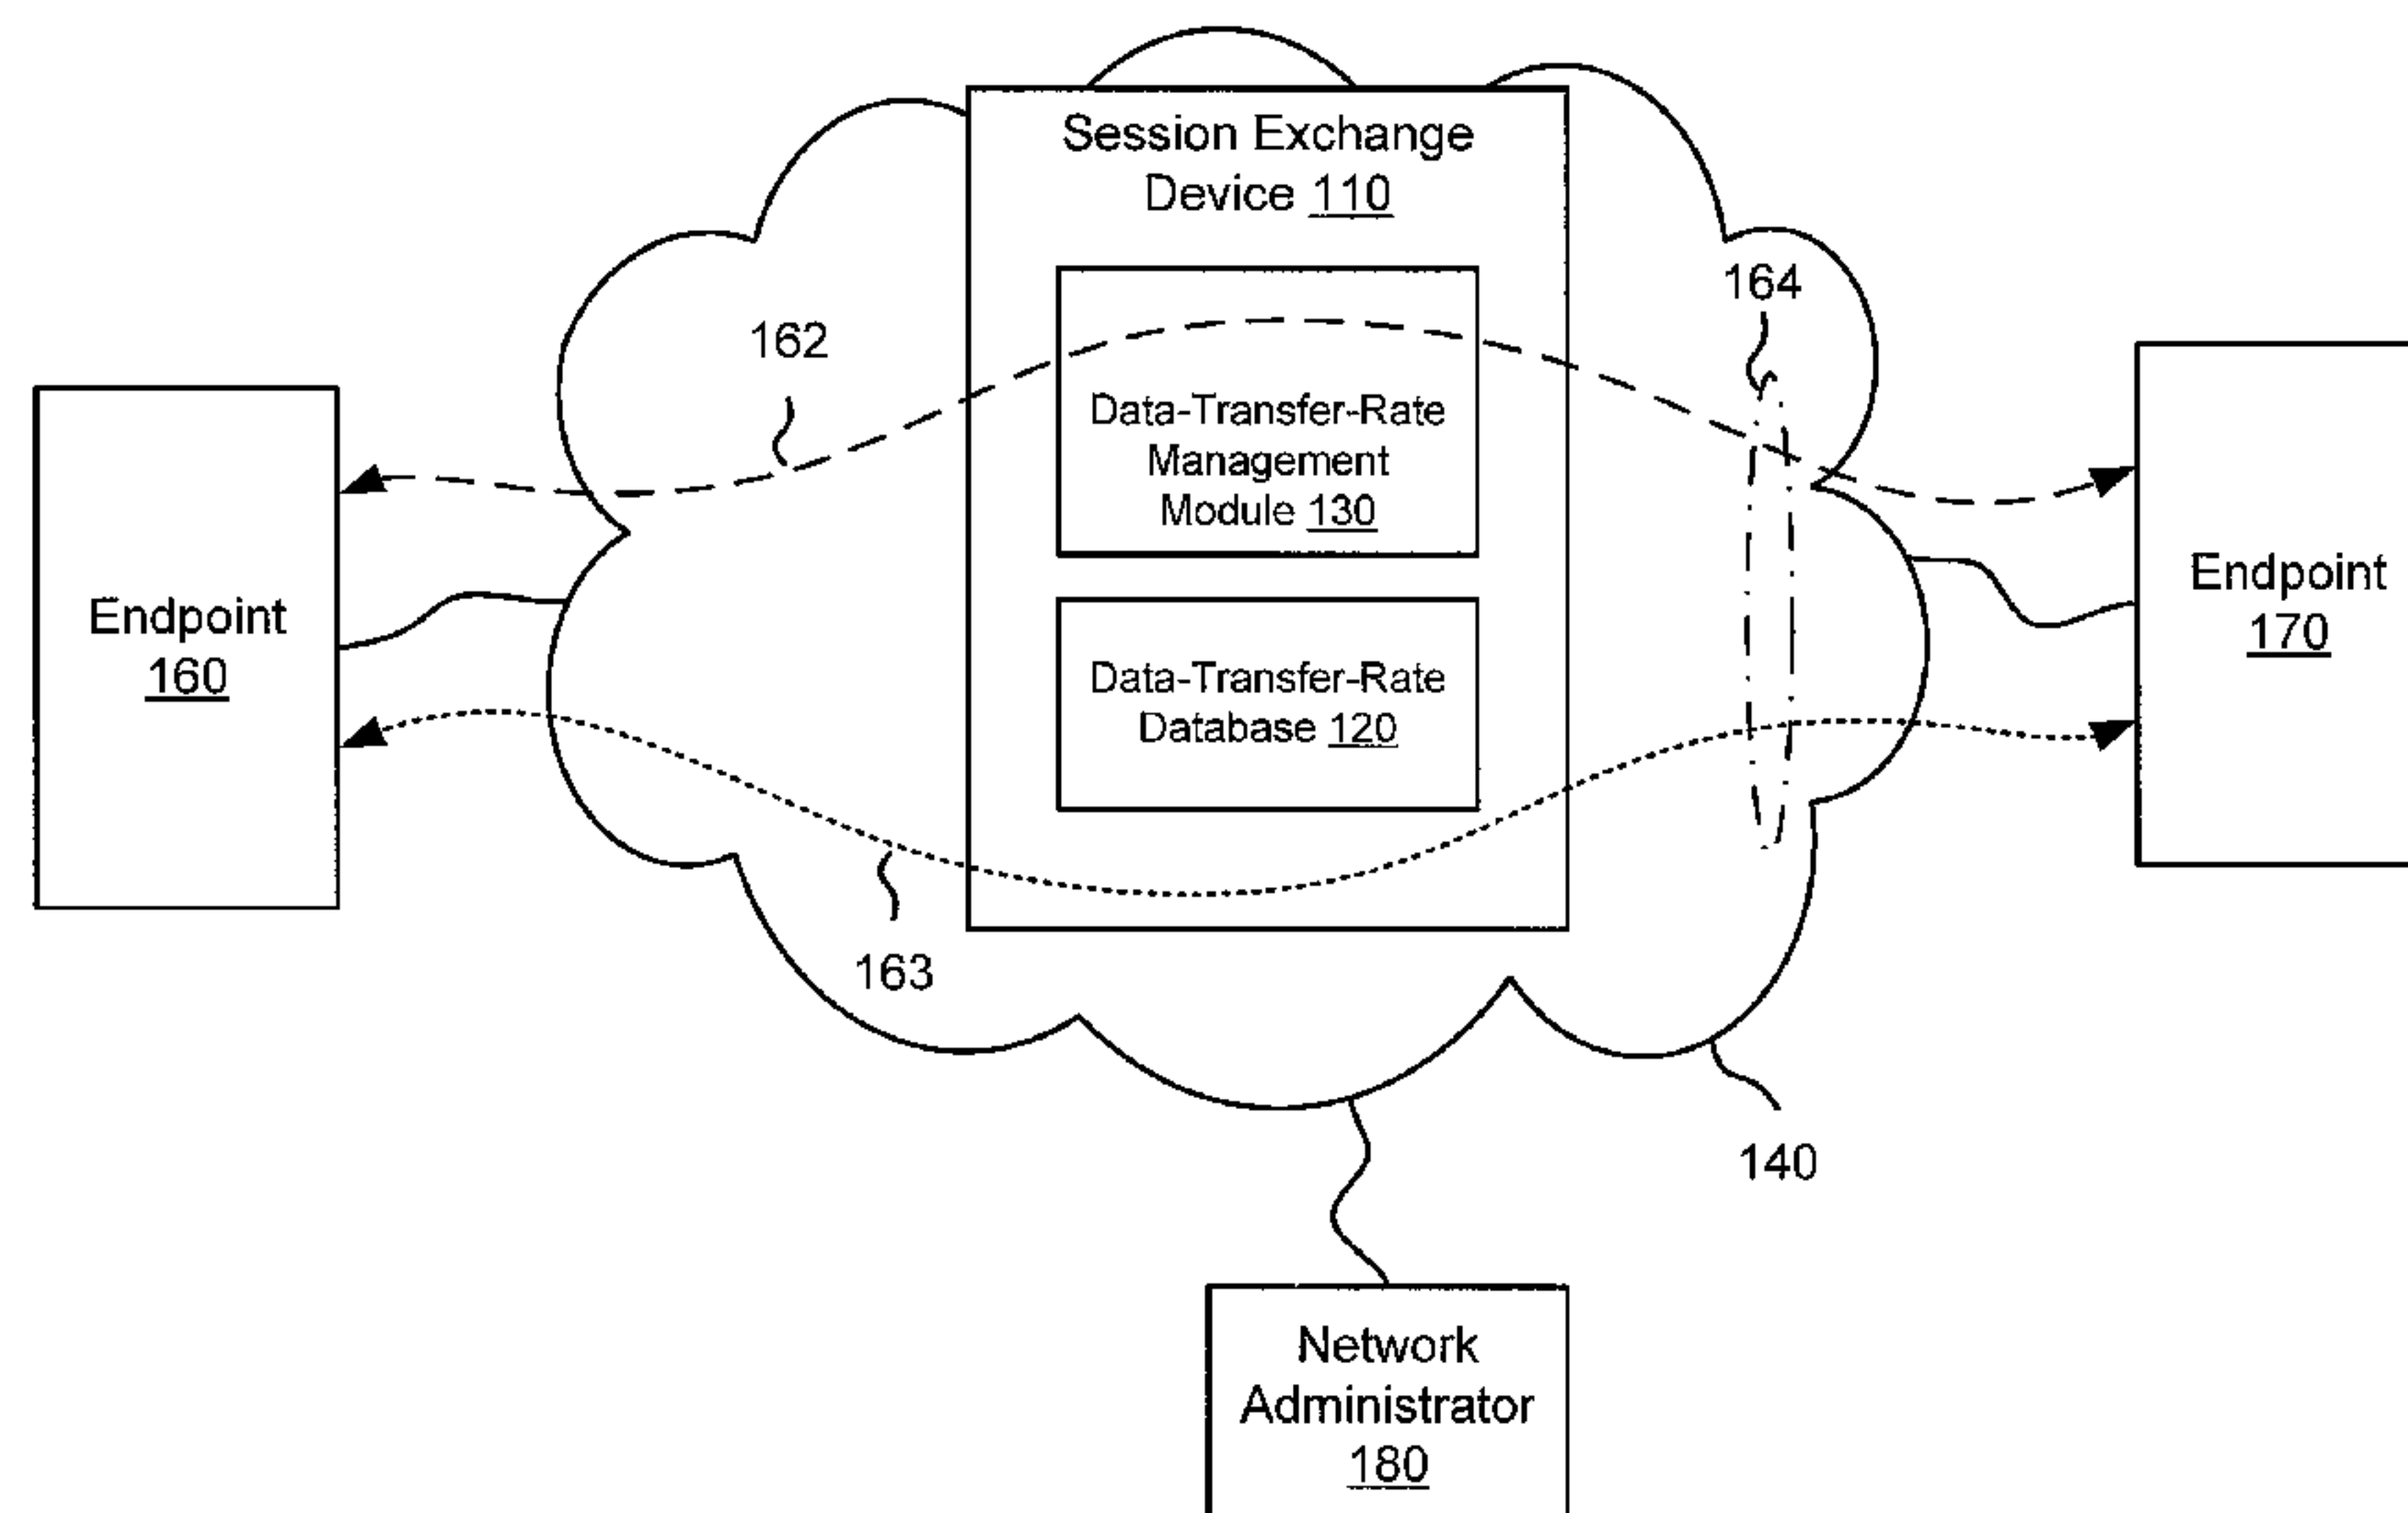 Session Exchange
Device 110
164
162
Data-Transfer-Rate
Management
Module 130
Endpoint
160
Endpoint
170
Data-Transfer-Rate
Database 120
163
140
Network
Administrator
180